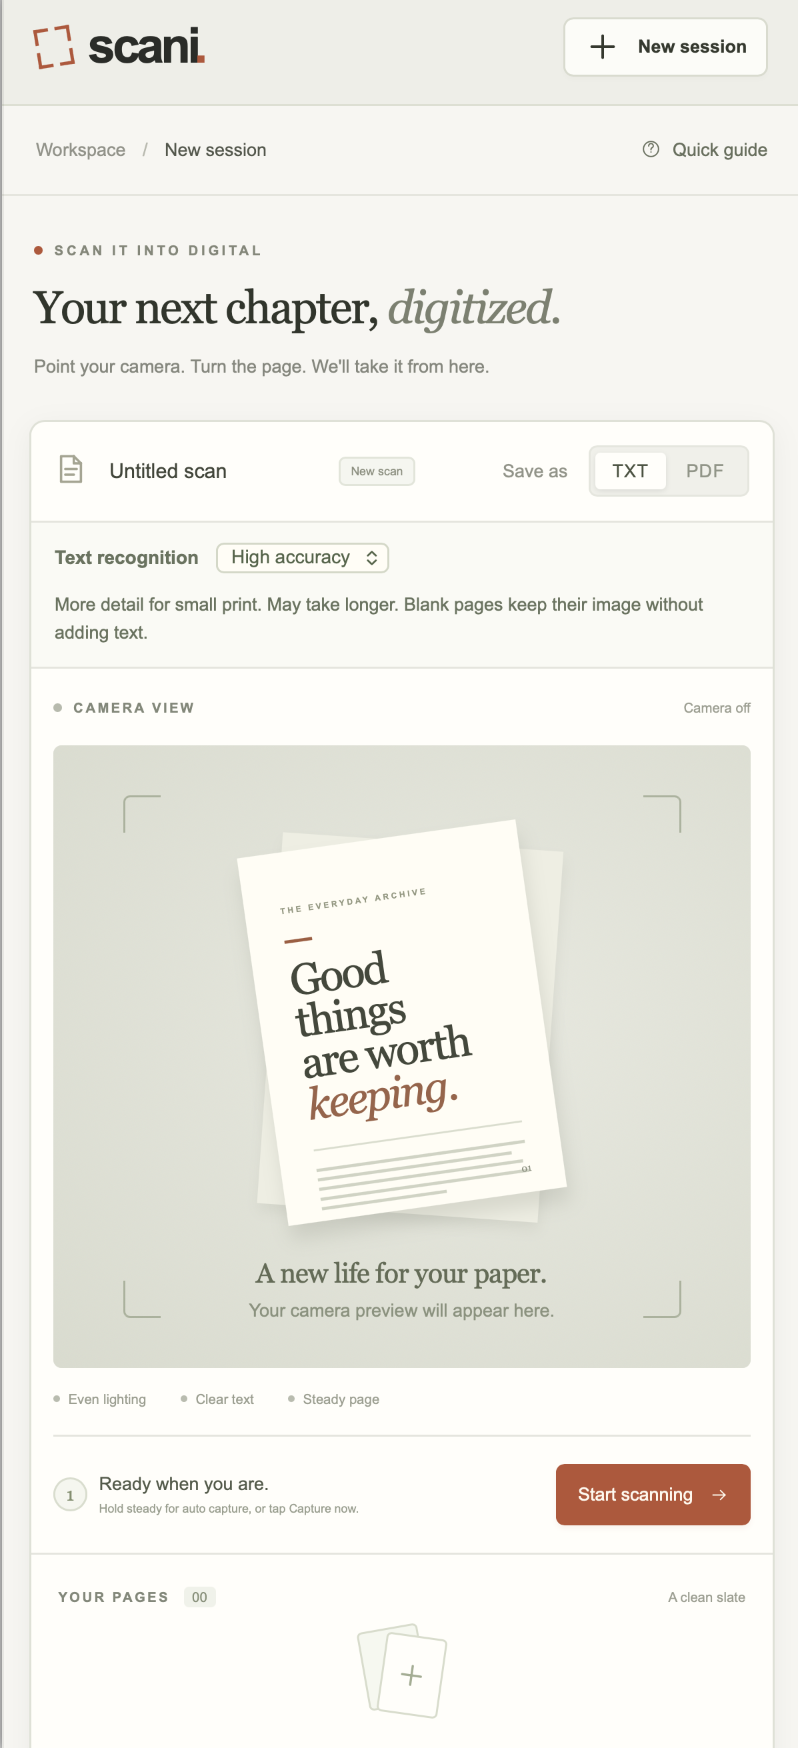 scani.
New session
Workspace / New session
Quick guide
SCAN IT INTO DIGITAL
Your next chapter, digitized.
Point your camera. Turn the page. We'll take it from here.
Untitled scan
New scan
Save as
TXT
PDF
Text recognition
High accuracy
More detail for small print. May take longer. Blank pages keep their image without
adding text.
CAMERA VIEW
Camera off
THE EVERYDAY ARCHIVE
Good
things
are worth
keeping.
01
A new life for your paper.
Your camera preview will appear here.
Even lighting
Clear text
Steady page
1
Ready when you are.
Hold steady for auto capture, or tap Capture now.
Start scanning
YOUR PAGES 00
A clean slate